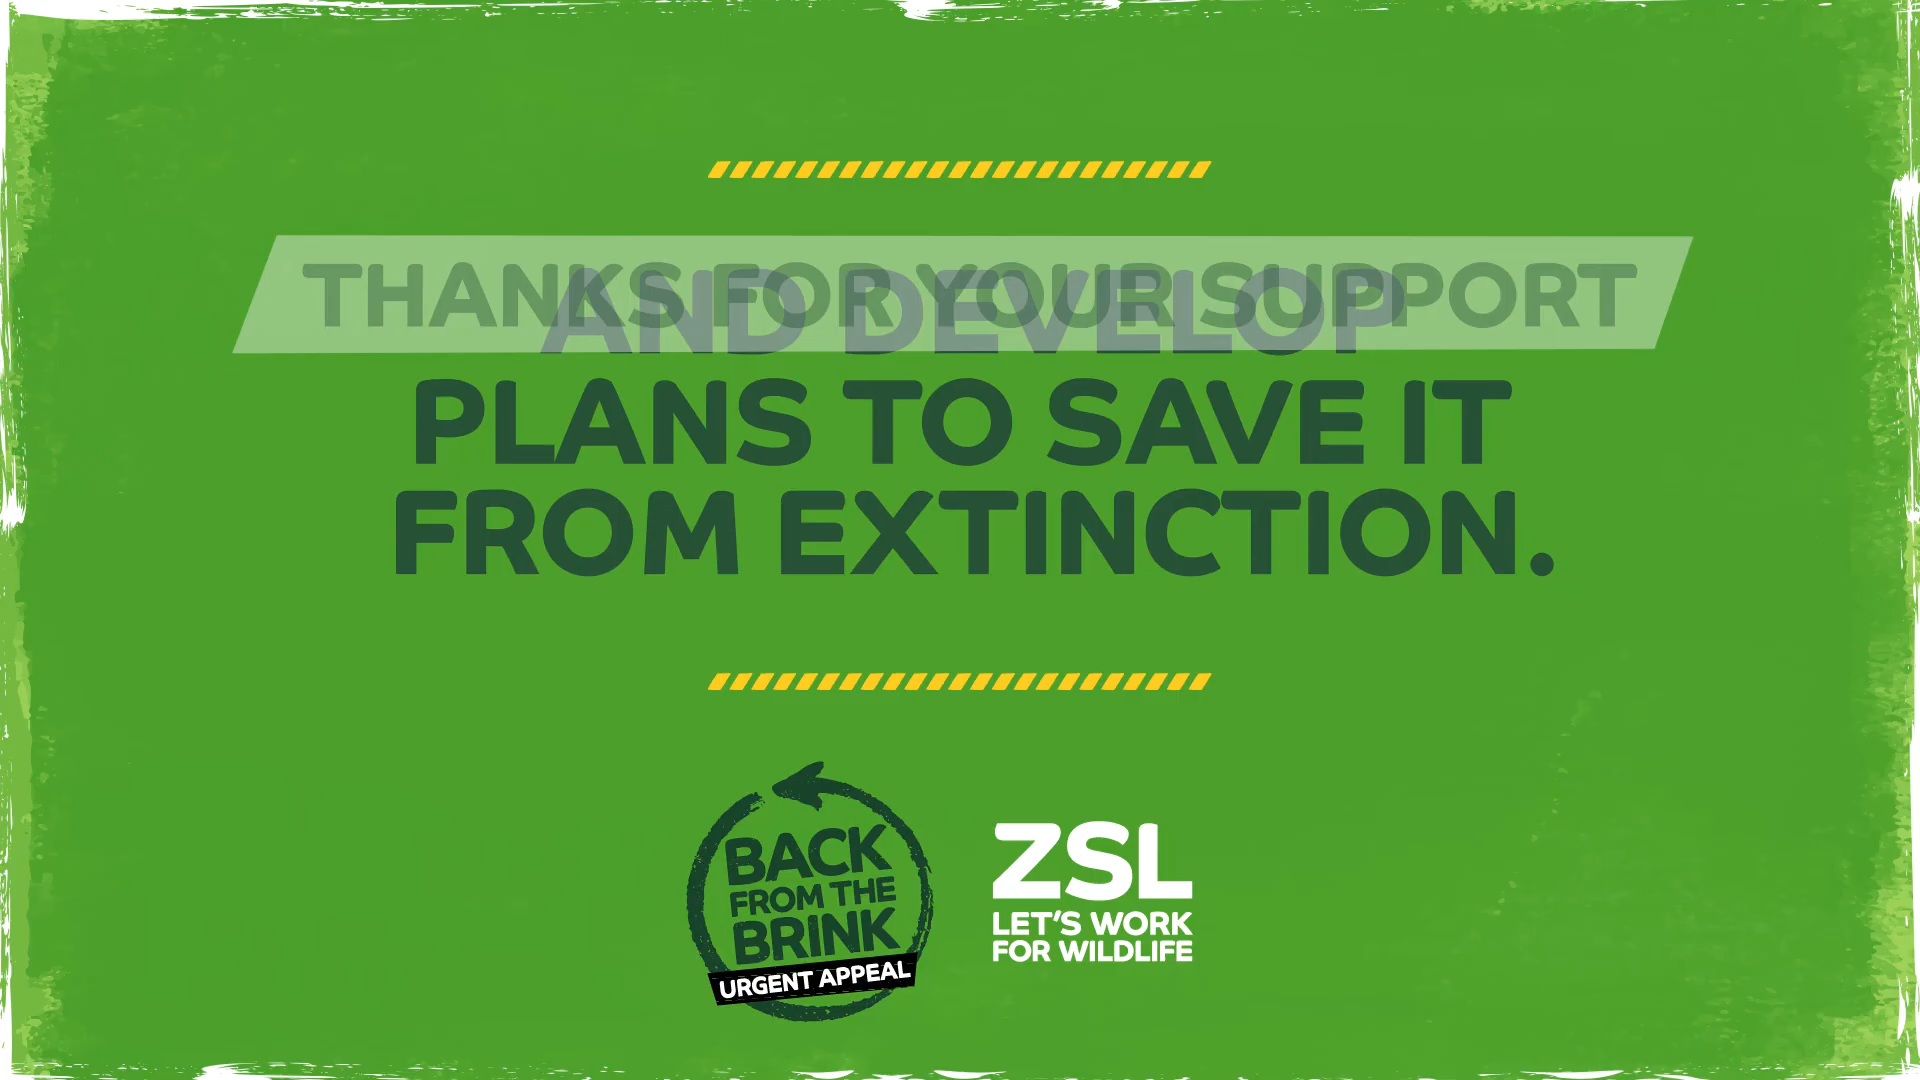 THANKS FOR YOUR SUPPORT
AND DEVELOP
PLANS TO SAVE IT
FROM EXTINCTION.
BACK
FROM THE
BRINK
URGENT APPEAL
ZSL
LET'S WORK
FOR WILDLIFE